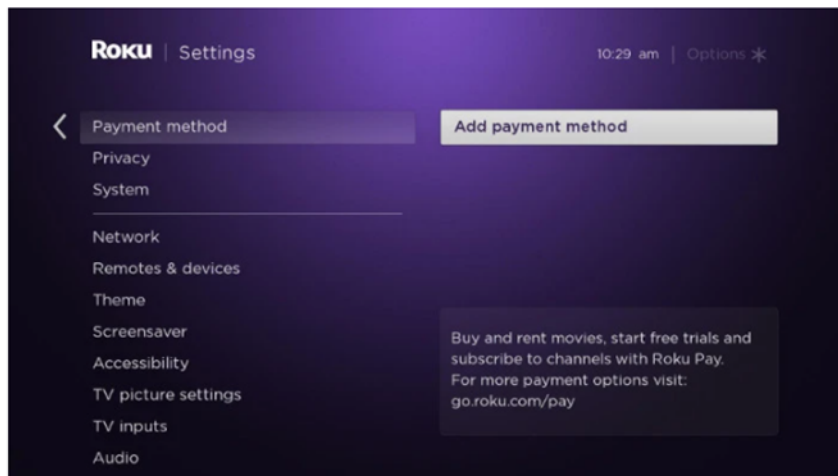 Roku | Settings
10:29 am | Options
Payment method
Privacy
System
Network
Remotes & devices
Theme
Screensaver
Accessibility
TV picture settings
TV inputs
Audio
Add payment method
Buy and rent movies, start free trials and
subscribe to channels with Roku Pay.
For more payment options visit:
go.roku.com/pay